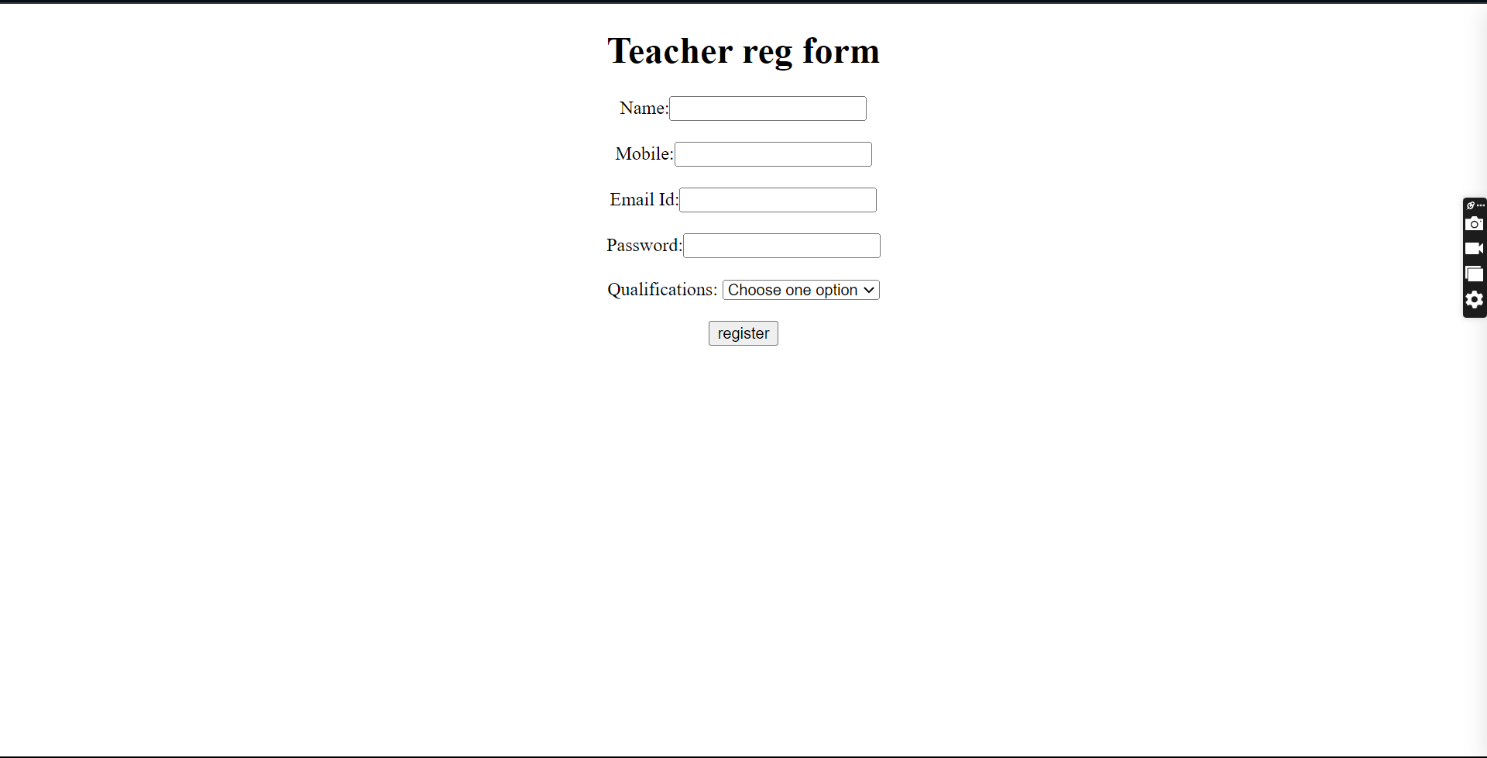 Teacher reg form
Name:
Mobile:
Email Id:
Password:
Qualifications: Choose one option
register